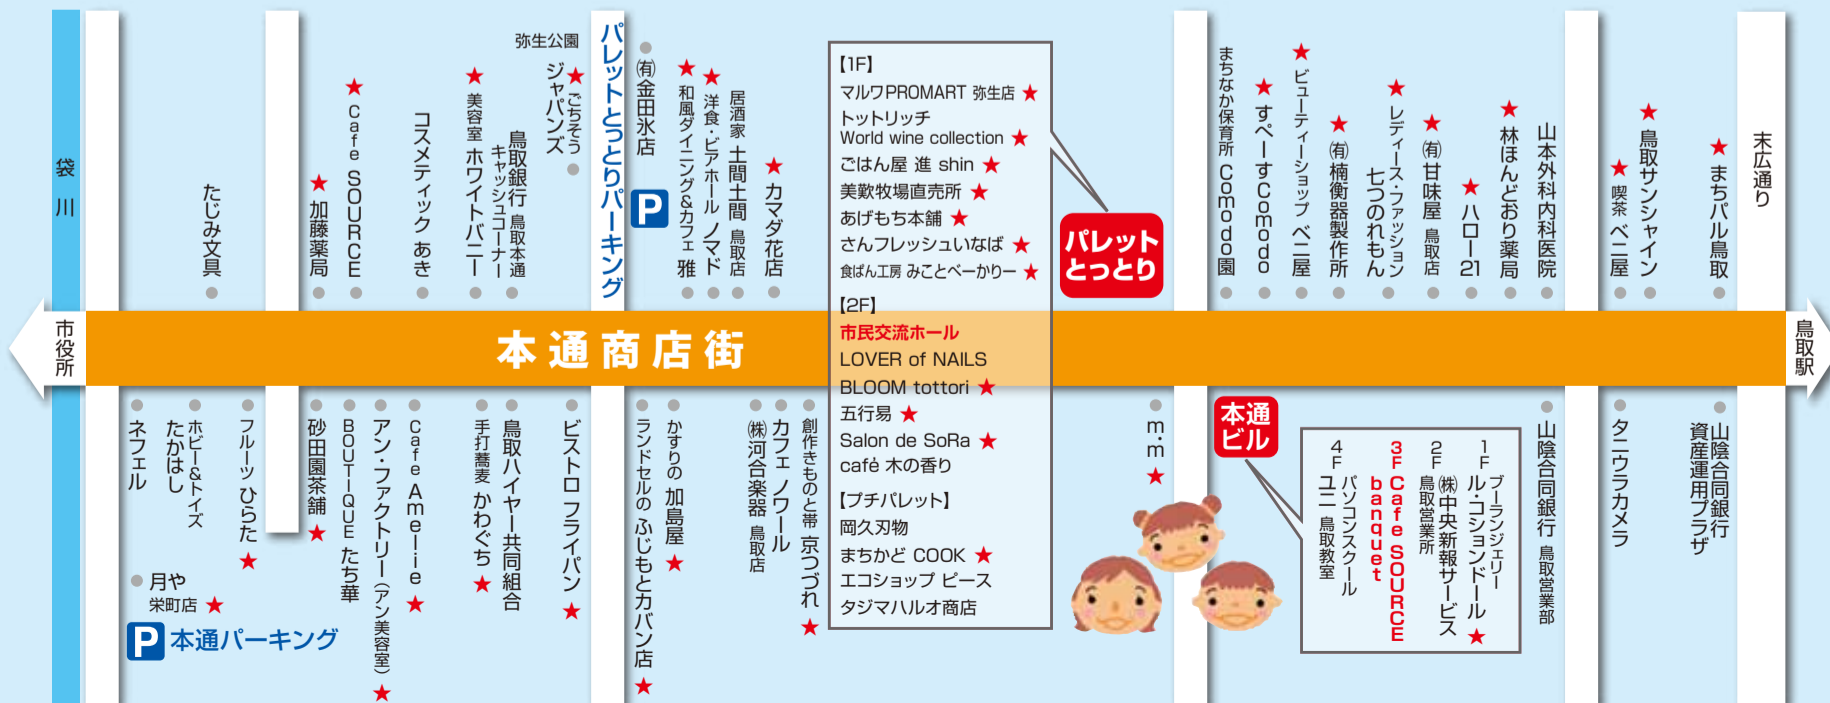 袋川
市役所
本通商店街
鳥取駅
末広通り
たじみ文具
加藤薬局
Cafe SOURCE
コスメティック あき
美容室 ホワイトバニー
鳥取銀行 鳥取本通
キャッシュコーナー
弥生公園
ごちそう
ジャパンズ
パレットとっとりパーキング
㈲金田氷店
P
和風ダイニング&カフェ 雅
洋食・ビアホール ノマド
居酒家 土間土間 鳥取店
カマダ花店
【1F】
マルワPROMART 弥生店
トットリッチ
World wine collection
ごはん屋 進 shin
美歎牧場直売所
あげもち本舗
さんフレッシュいなば
食ぱん工房 みことべーかりー
【2F】
市民交流ホール
LOVER of NAILS
BLOOM tottori
五行易
Salon de SoRa
café 木の香り
【プチパレット】
岡久刃物
まちかど COOK
エコショップ ピース
タジマハルオ商店
パレット
とっとり
まちなか保育所 Comodo園
すぺーすComodo
ビューティーショップ ベニ屋
㈲楠衡器製作所
レディース・ファッション
七つのれもん
㈲甘味屋 鳥取店
ハロー21
林ほんどおり薬局
山本外科内科医院
喫茶 ベニ屋
鳥取サンシャイン
まちパル鳥取
ネフェル
ホビー&トイズ
たかはし
フルーツ ひらた
月や
栄町店
P 本通パーキング
砂田園茶舗
BOUTIQUE たち華
アン・ファクトリー(アン美容室)
Cafe Amelie
手打蕎麦 かわぐち
鳥取ハイヤー共同組合
ビストロ フライパン
ランドセルの ふじもとカバン店
かすりの 加島屋
㈱河合楽器 鳥取店
カフェ ノワール
創作きものと帯 京つづれ
m・m
本通
ビル
1F
ブーランジェリー
ル・コションドール
2F
㈱中央新報サービス
鳥取営業所
3F Cafe SOURCE
banquet
4F
パソコンスクール
ユニ 鳥取教室
山陰合同銀行 鳥取営業部
タニウラカメラ
山陰合同銀行
資産運用プラザ